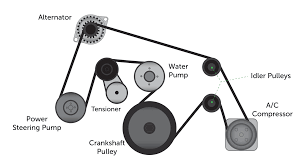 Alternator
Water
Pump
Idler Pulleys
Tensioner
A/C
Compressor
Power
Steering Pump
Crankshaft
Pulley